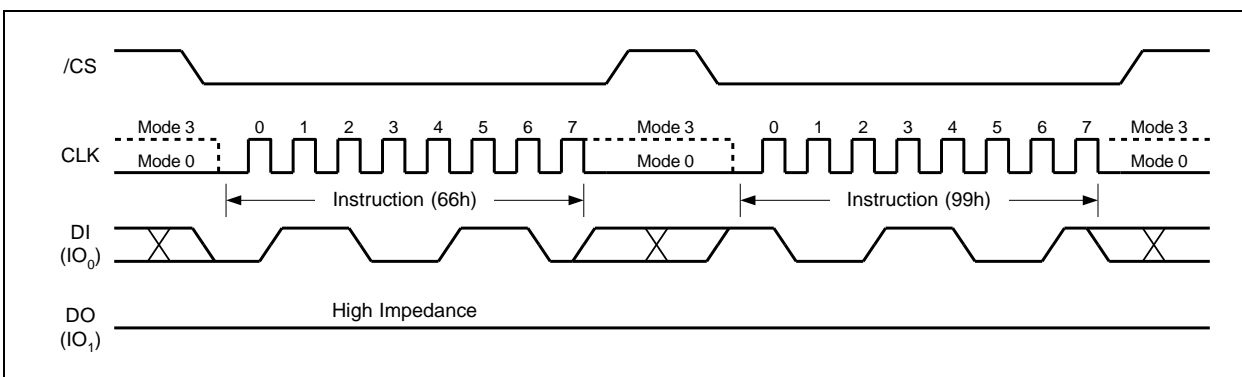 /CS
Mode 3 0 1 2 3 4 5 6 7 Mode 3 0 1 2 3 4 5 6 7 Mode 3
CLK
Mode 0 Mode 0 Mode 0
Instruction (66h) Instruction (99h)
DI
(IO0)
High Impedance
DO
(IO1)